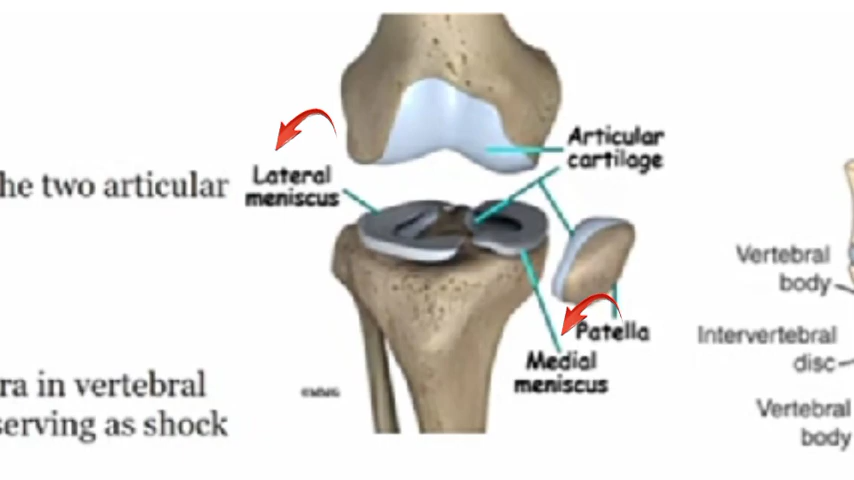 he two articular
ra in vertebral
serving as shock
Articular
cartilage
Lateral
meniscus
Patella
Medial
meniscus
Vertebral
body
Intervertebral
disc
Vertebral
body